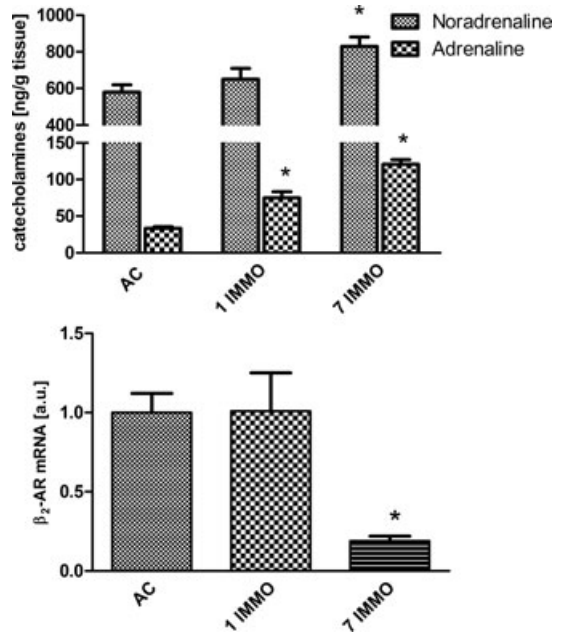 catecholamines [ng/g tissue]
1000
800
600
400
150
100
50
0
*
*
*
Noradrenaline
Adrenaline
AC
1 IMMO
7 IMMO
β₂-AR mRNA [a.u.]
1.5
1.0
0.5
0.0
*
AC
1 IMMO
7 IMMO